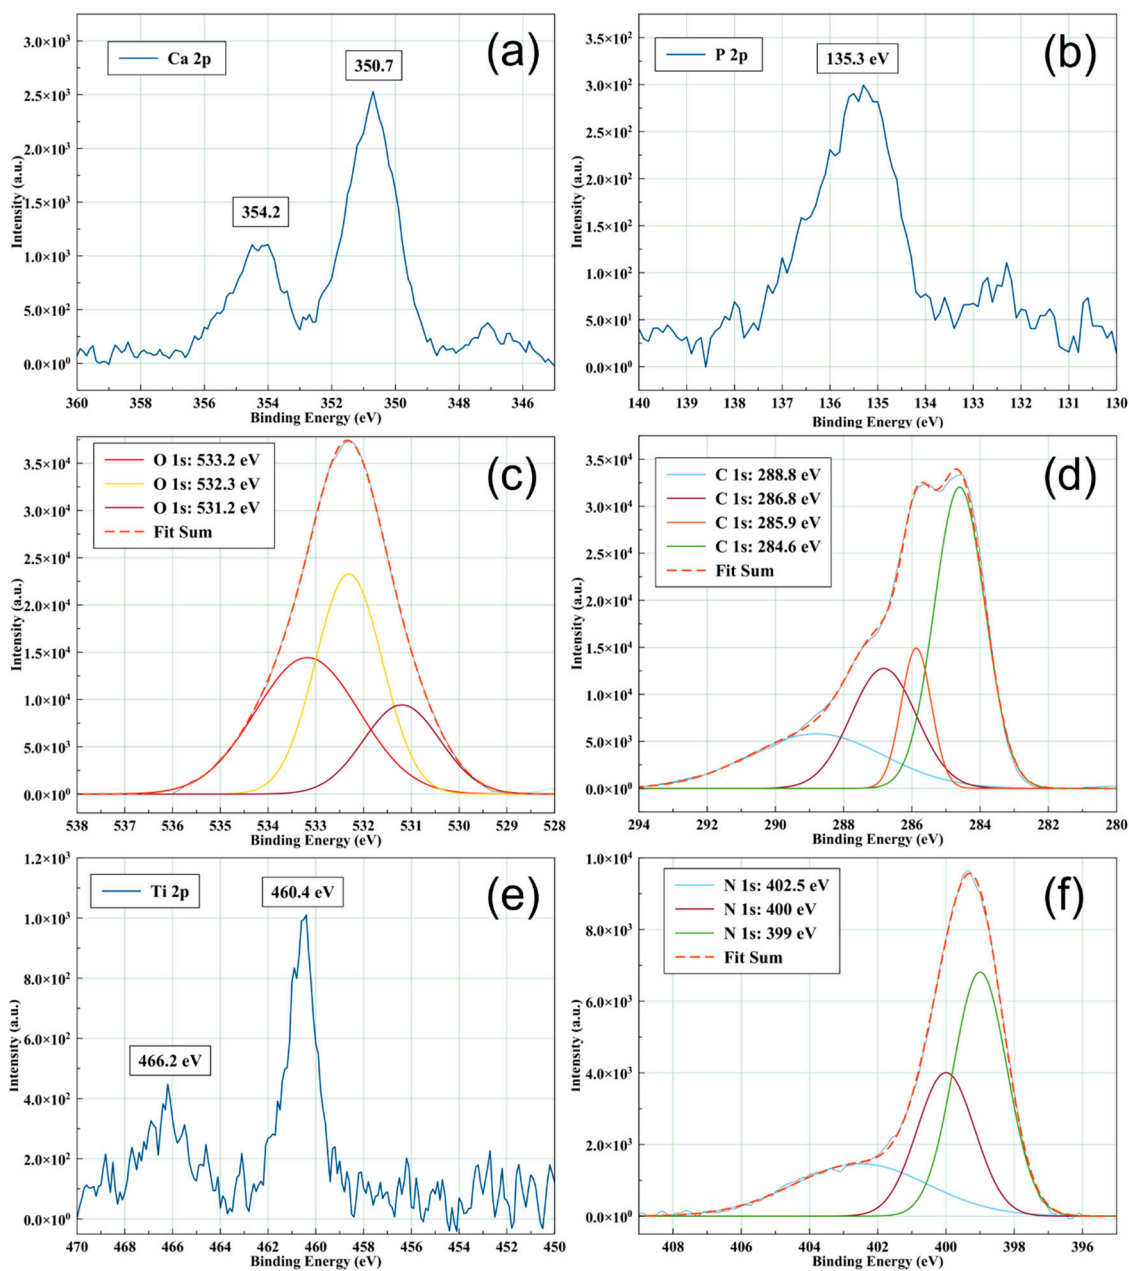 (a)
Ca 2p
350.7
354.2
3.0×10³
2.5×10³
2.0×10³
1.5×10³
1.0×10³
5.0×10²
0.0×10⁰
Intensity (a.u.)
360 358 356 354 352 350 348 346
Binding Energy (eV)
(b)
P 2p
135.3 eV
3.5×10²
3.0×10²
2.5×10²
2.0×10²
1.5×10²
1.0×10²
5.0×10¹
0.0×10⁰
Intensity (a.u.)
140 139 138 137 136 135 134 133 132 131 130
Binding Energy (eV)
(c)
O 1s: 533.2 eV
O 1s: 532.3 eV
O 1s: 531.2 eV
Fit Sum
3.5×10⁴
3.0×10⁴
2.5×10⁴
2.0×10⁴
1.5×10⁴
1.0×10⁴
5.0×10³
0.0×10⁰
Intensity (a.u.)
538 537 536 535 534 533 532 531 530 529 528
Binding Energy (eV)
(d)
C 1s: 288.8 eV
C 1s: 286.8 eV
C 1s: 285.9 eV
C 1s: 284.6 eV
Fit Sum
3.5×10⁴
3.0×10⁴
2.5×10⁴
2.0×10⁴
1.5×10⁴
1.0×10⁴
5.0×10³
0.0×10⁰
Intensity (a.u.)
294 292 290 288 286 284 282 280
Binding Energy (eV)
(e)
Ti 2p
460.4 eV
466.2 eV
1.2×10³
1.0×10³
8.0×10²
6.0×10²
4.0×10²
2.0×10²
0.0×10⁰
Intensity (a.u.)
470 468 466 464 462 460 458 456 454 452 450
Binding Energy (eV)
(f)
N 1s: 402.5 eV
N 1s: 400 eV
N 1s: 399 eV
Fit Sum
1.0×10⁴
8.0×10³
6.0×10³
4.0×10³
2.0×10³
0.0×10⁰
Intensity (a.u.)
408 406 404 402 400 398 396
Binding Energy (eV)